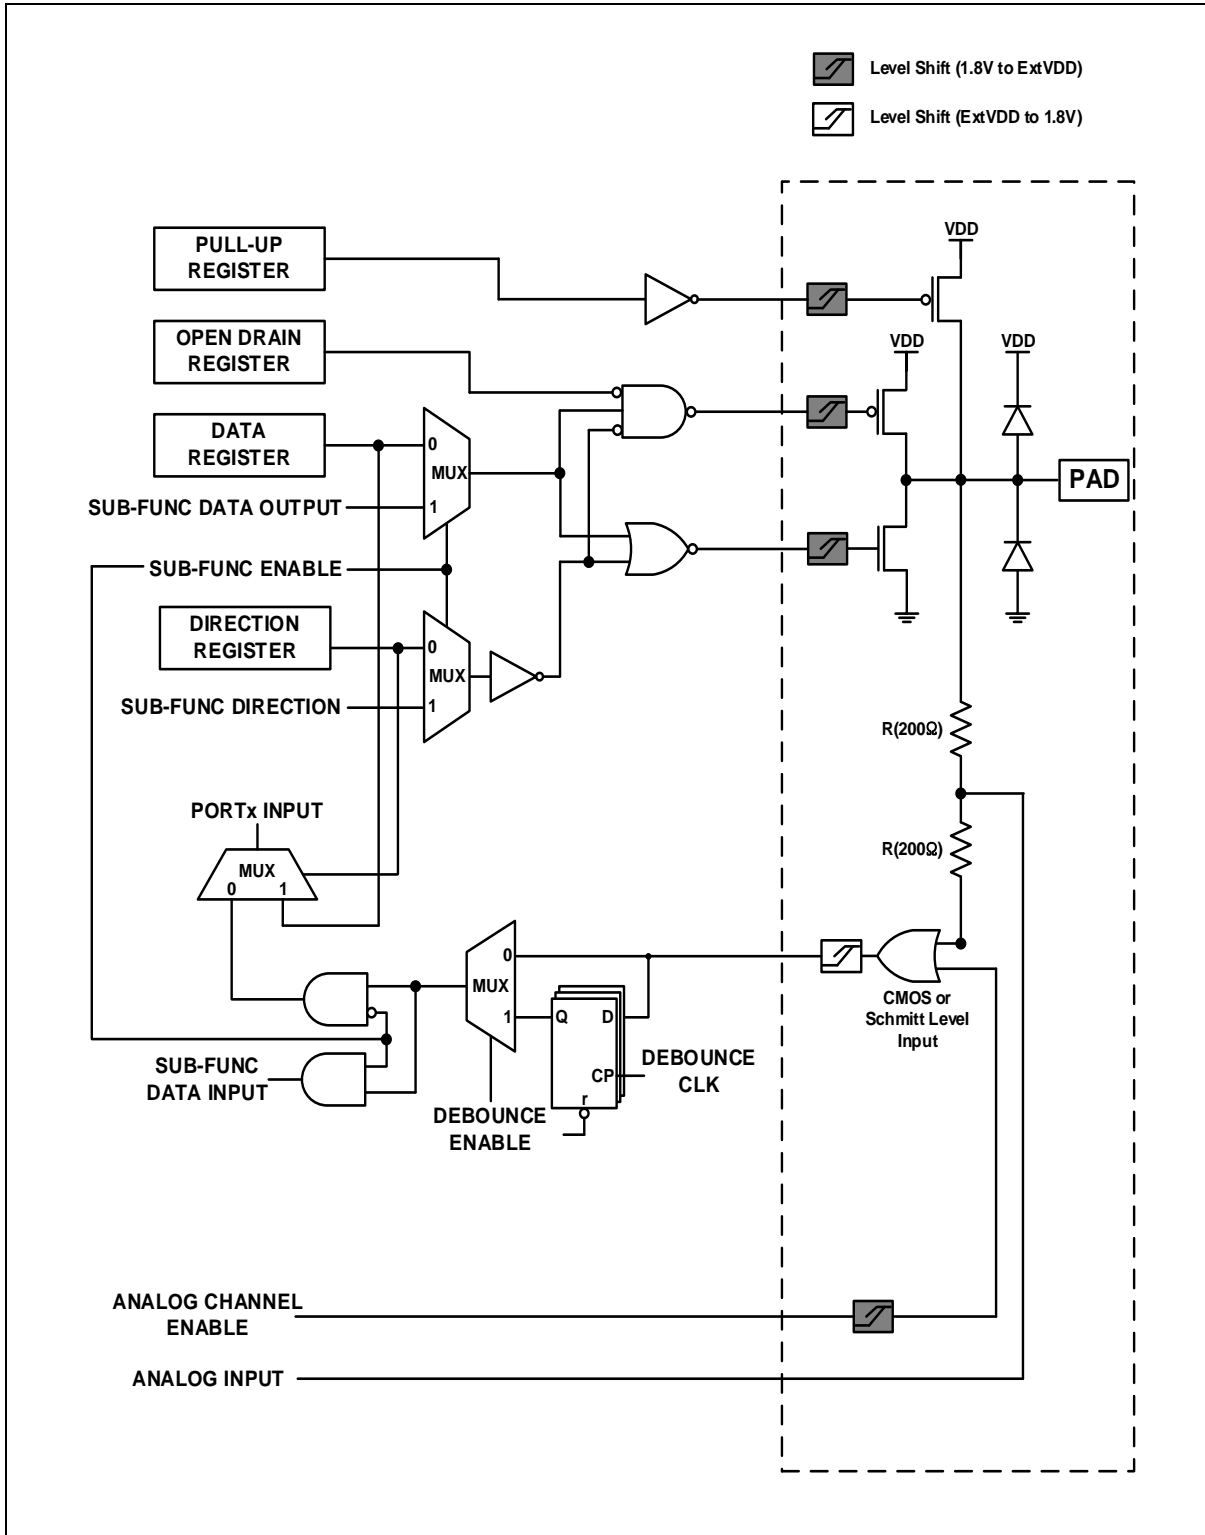 Level Shift (1.8V to ExtVDD)
Level Shift (ExtVDD to 1.8V)
VDD
PULL-UP
REGISTER
OPEN DRAIN
REGISTER
VDD
VDD
DATA
REGISTER
0
MUX
1
SUB-FUNC DATA OUTPUT
PAD
SUB-FUNC ENABLE
DIRECTION
REGISTER
0
MUX
1
SUB-FUNC DIRECTION
R(200Ω)
PORTx INPUT
MUX
0 1
R(200Ω)
0
MUX
1
Q D
CP
r
CMOS or
Schmitt Level
Input
SUB-FUNC
DATA INPUT
DEBOUNCE
CLK
DEBOUNCE
ENABLE
ANALOG CHANNEL
ENABLE
ANALOG INPUT